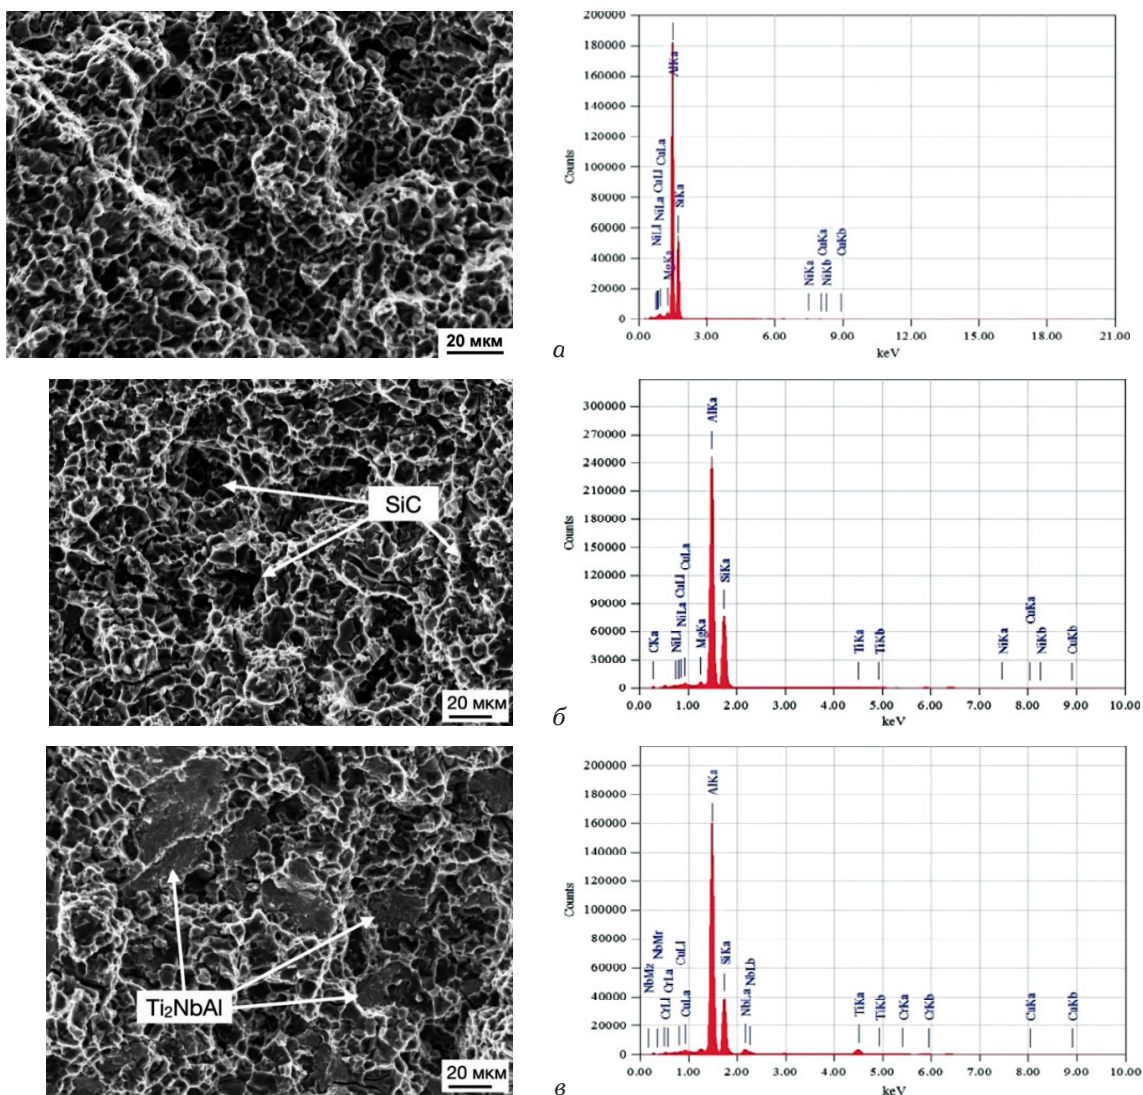 20 мкм
а
Counts
200000
180000
160000
140000
120000
100000
80000
60000
40000
20000
0
NiLl
NiLa
CuLl
CuLa
MgKa
AlKa
SiKa
NiKa
CuKa
NiKb
CuKb
0.00 3.00 6.00 9.00 12.00 15.00 18.00 21.00
keV
SiC
20 мкм
б
Counts
300000
270000
240000
210000
180000
150000
120000
90000
60000
30000
0
CKa
NiLl
NiLa
CuLl
CuLa
MgKa
AlKa
SiKa
TiKa
TiKb
NiKa
CuKa
NiKb
CuKb
0.00 1.00 2.00 3.00 4.00 5.00 6.00 7.00 8.00 9.00 10.00
keV
Ti₂NbAl
20 мкм
в
Counts
200000
180000
160000
140000
120000
100000
80000
60000
40000
20000
0
NbMz
NbMr
CrLl
CrLa
CuLl
CuLa
AlKa
SiKa
NbLa
NbLb
TiKa
TiKb
CrKa
CrKb
CuKa
CuKb
0.00 1.00 2.00 3.00 4.00 5.00 6.00 7.00 8.00 9.00 10.00
keV